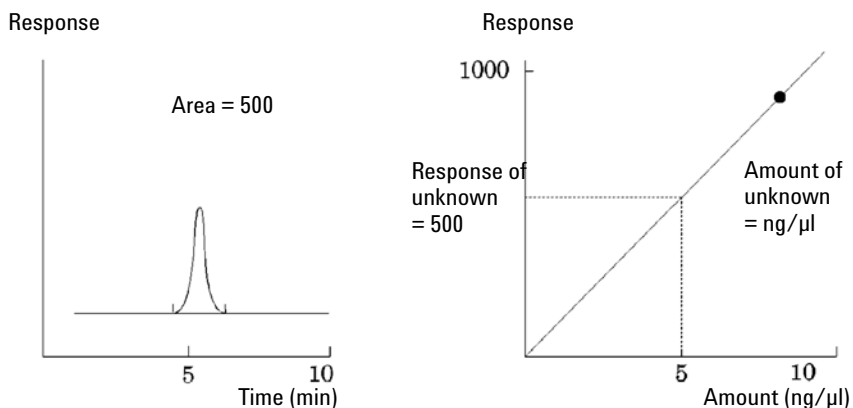 Response
Area = 500
5
10
Time (min)
Response
1000
Response of
unknown
= 500
Amount of
unknown
= ng/µl
5
10
Amount (ng/µl)